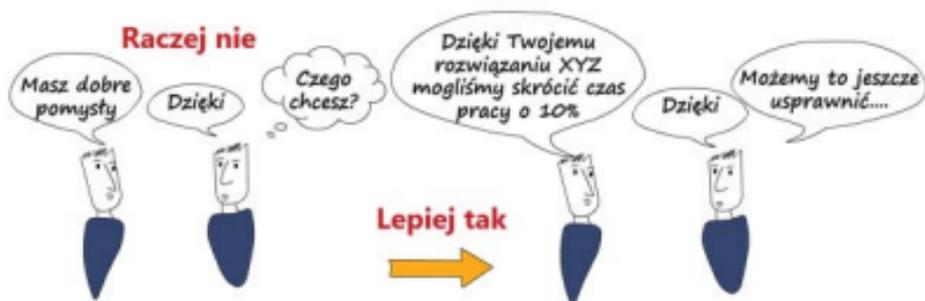 Raczej nie
Masz dobre
pomysły
Dzięki
Czego
chcesz?
Lepiej tak
Dzięki Twojemu
rozwiązaniu XYZ
mogliśmy skrócić czas
pracy o 10%
Dzięki
Możemy to jeszcze
usprawnić....